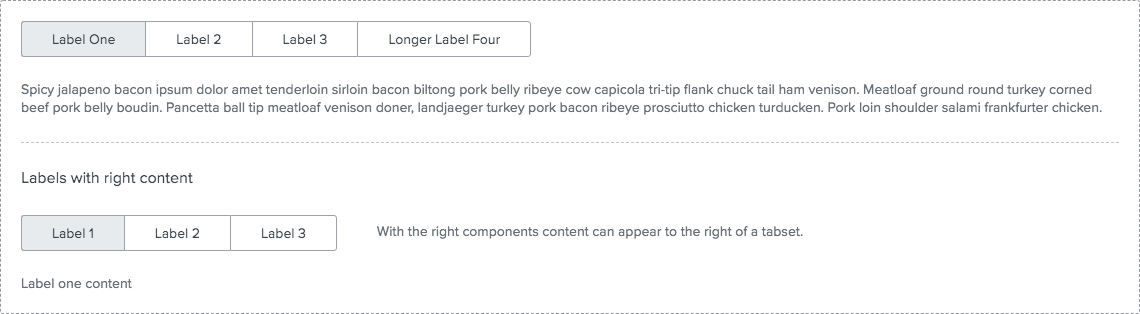 Label One Label 2 Label 3 Longer Label Four
Spicy jalapeno bacon ipsum dolor amet tenderloin sirloin bacon biltong pork belly ribeye cow capicola tri-tip flank chuck tail ham venison. Meatloaf ground round turkey corned
beef pork belly boudin. Pancetta ball tip meatloaf venison doner, landjaeger turkey pork bacon ribeye prosciutto chicken turducken. Pork loin shoulder salami frankfurter chicken.
Labels with right content
Label 1 Label 2 Label 3 With the right components content can appear to the right of a tabset.
Label one content